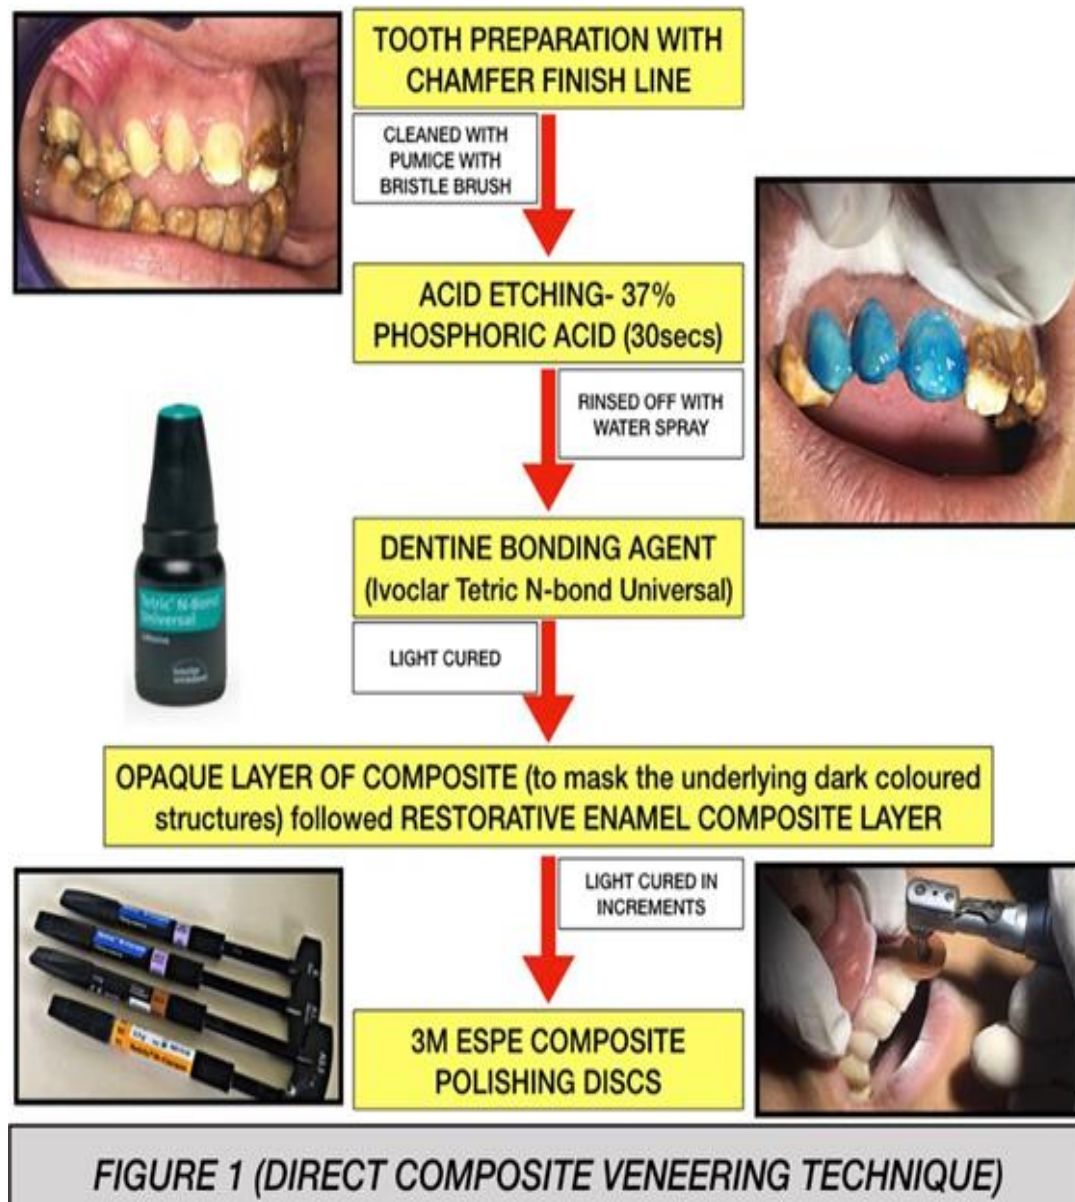 TOOTH PREPARATION WITH
CHAMFER FINISH LINE
CLEANED WITH
PUMICE WITH
BRISTLE BRUSH
ACID ETCHING- 37%
PHOSPHORIC ACID (30secs)
RINSED OFF WITH
WATER SPRAY
DENTINE BONDING AGENT
(Ivoclar Tetric N-bond Universal)
Tetric® N-Bond
Universal
LIGHT CURED
OPAQUE LAYER OF COMPOSITE (to mask the underlying dark coloured
structures) followed RESTORATIVE ENAMEL COMPOSITE LAYER
LIGHT CURED IN
INCREMENTS
3M ESPE COMPOSITE
POLISHING DISCS
FIGURE 1 (DIRECT COMPOSITE VENEERING TECHNIQUE)